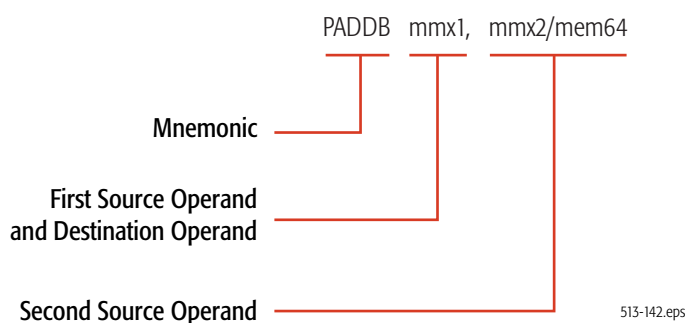 PADDB mmx1, mmx2/mem64
Mnemonic
First Source Operand
and Destination Operand
Second Source Operand
513-142.eps